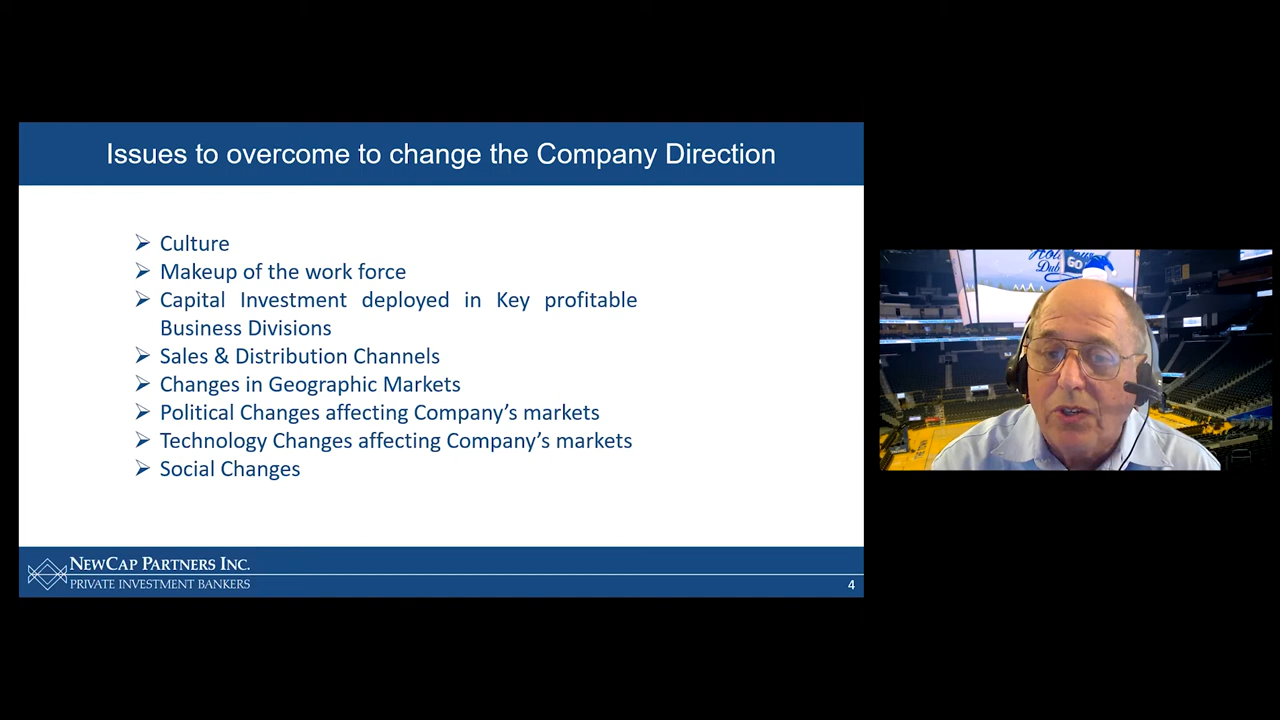 Issues to overcome to change the Company Direction
Culture
Makeup of the work force
Capital Investment deployed in Key profitable
Business Divisions
Sales & Distribution Channels
Changes in Geographic Markets
Political Changes affecting Company's markets
Technology Changes affecting Company's markets
Social Changes
NEWCAP PARTNERS INC.
PRIVATE INVESTMENT BANKERS
4
GO